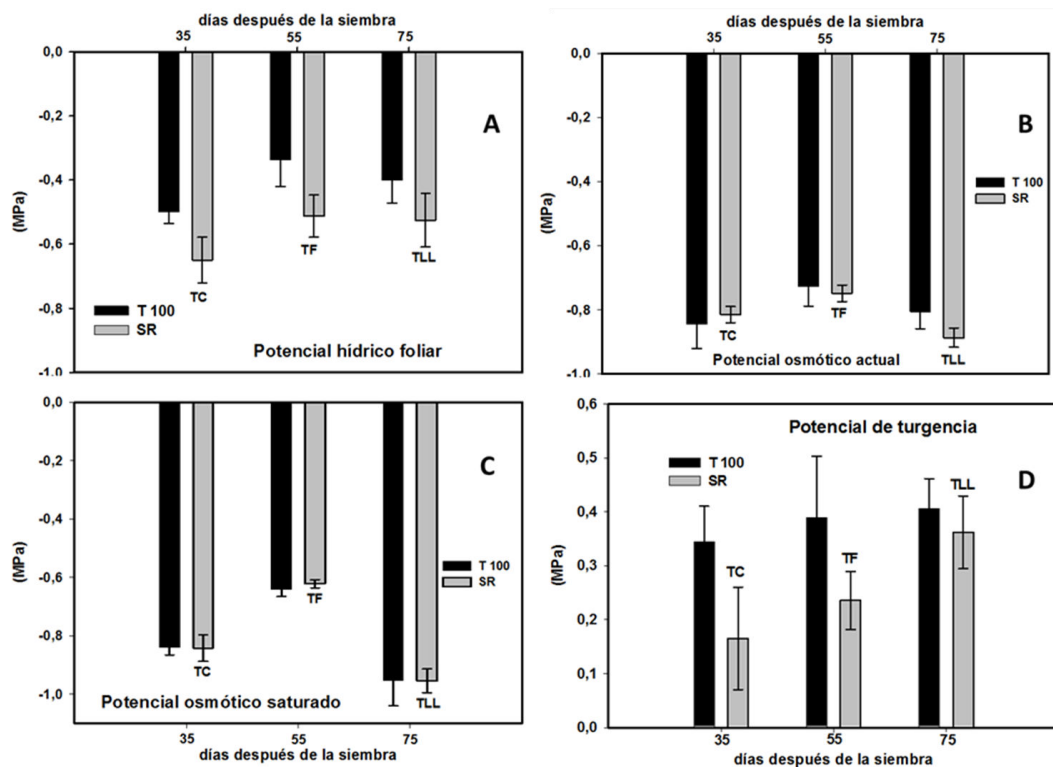 días después de la siembra
35 55 75
0,0
-0,2
-0,4
-0,6
-0,8
-1,0
(MPa)
A
TC
TF
TLL
T 100
SR
Potencial hídrico foliar
días después de la siembra
35 55 75
0,0
-0,2
-0,4
-0,6
-0,8
-1,0
(MPa)
B
T 100
SR
TC
TF
TLL
Potencial osmótico actual
0,0
-0,2
-0,4
-0,6
-0,8
-1,0
(MPa)
C
T 100
SR
TF
TC
TLL
Potencial osmótico saturado
35 55 75
días después de la siembra
0,6
0,5
0,4
0,3
0,2
0,1
0,0
(MPa)
Potencial de turgencia
T 100
SR
D
TLL
TF
TC
35 55 75
días después de la siembra